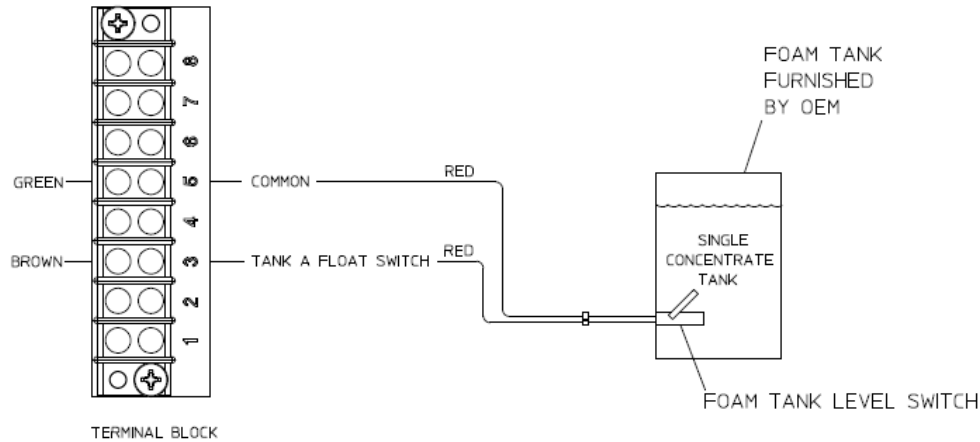 FOAM TANK
FURNISHED
BY OEM
8
7
6
GREEN
5
COMMON
RED
4
BROWN
3
TANK A FLOAT SWITCH
RED
SINGLE
CONCENTRATE
TANK
2
1
FOAM TANK LEVEL SWITCH
TERMINAL BLOCK